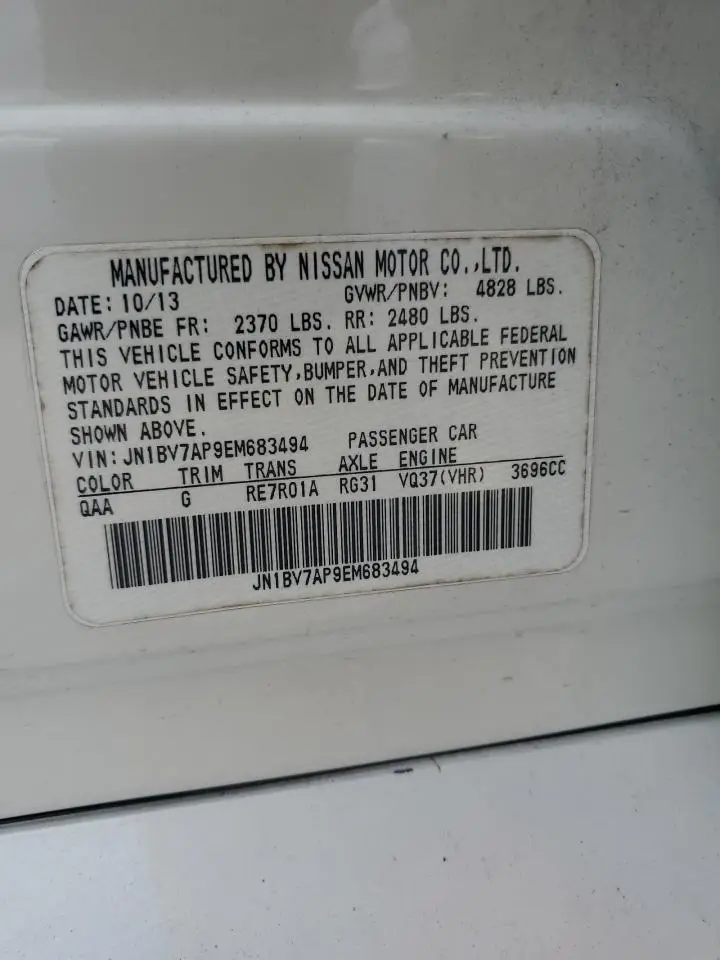 MANUFACTURED BY NISSAN MOTOR CO.,LTD.
DATE: 10/13 GVWR/PNBV: 4828 LBS.
GAWR/PNBE FR: 2370 LBS. RR: 2480 LBS.
THIS VEHICLE CONFORMS TO ALL APPLICABLE FEDERAL
MOTOR VEHICLE SAFETY,BUMPER,AND THEFT PREVENTION
STANDARDS IN EFFECT ON THE DATE OF MANUFACTURE
SHOWN ABOVE.
VIN: JN1BV7AP9EM683494 PASSENGER CAR
COLOR TRIM TRANS AXLE ENGINE
QAA G RE7R01A RG31 VQ37(VHR) 3696CC
JN1BV7AP9EM683494